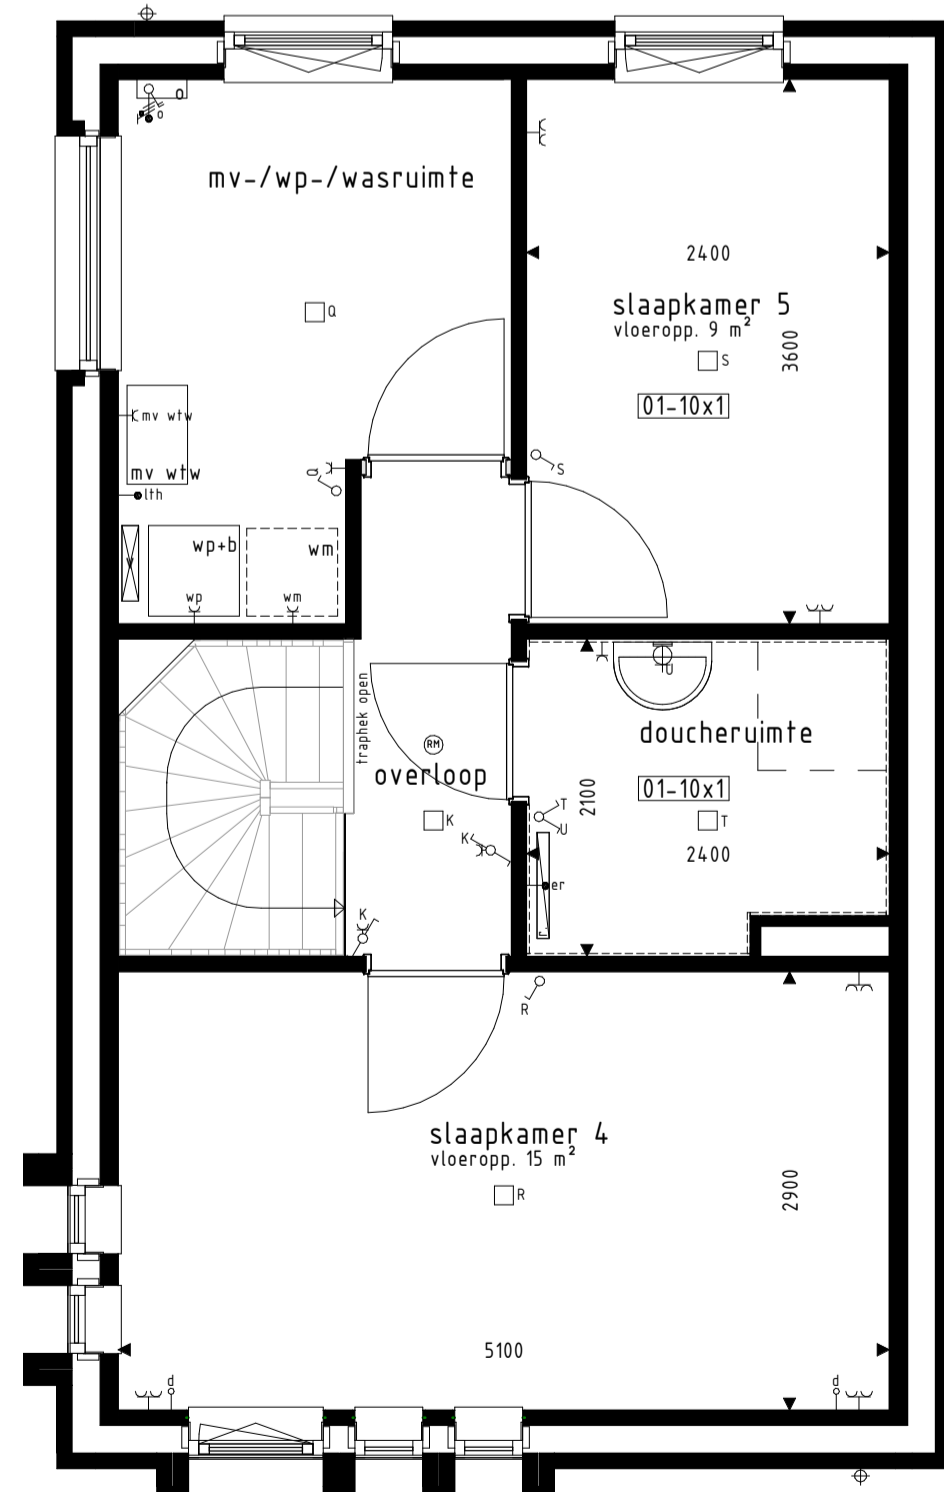 o
o
mv-/wp-/wasruimte
2400
slaapkamer 5
vloeropp. 9 m²
3600
Q
S
01-10x1
mv wtw
mv wtw
Q
S
lth
wp+b
wm
wp
wm
traphek open
U
doucheruimte
RM
overloop
01-10x1
2100
T
U
K
T
K
2400
er
K
r
R
slaapkamer 4
vloeropp. 15 m²
R
2900
5100
d
d